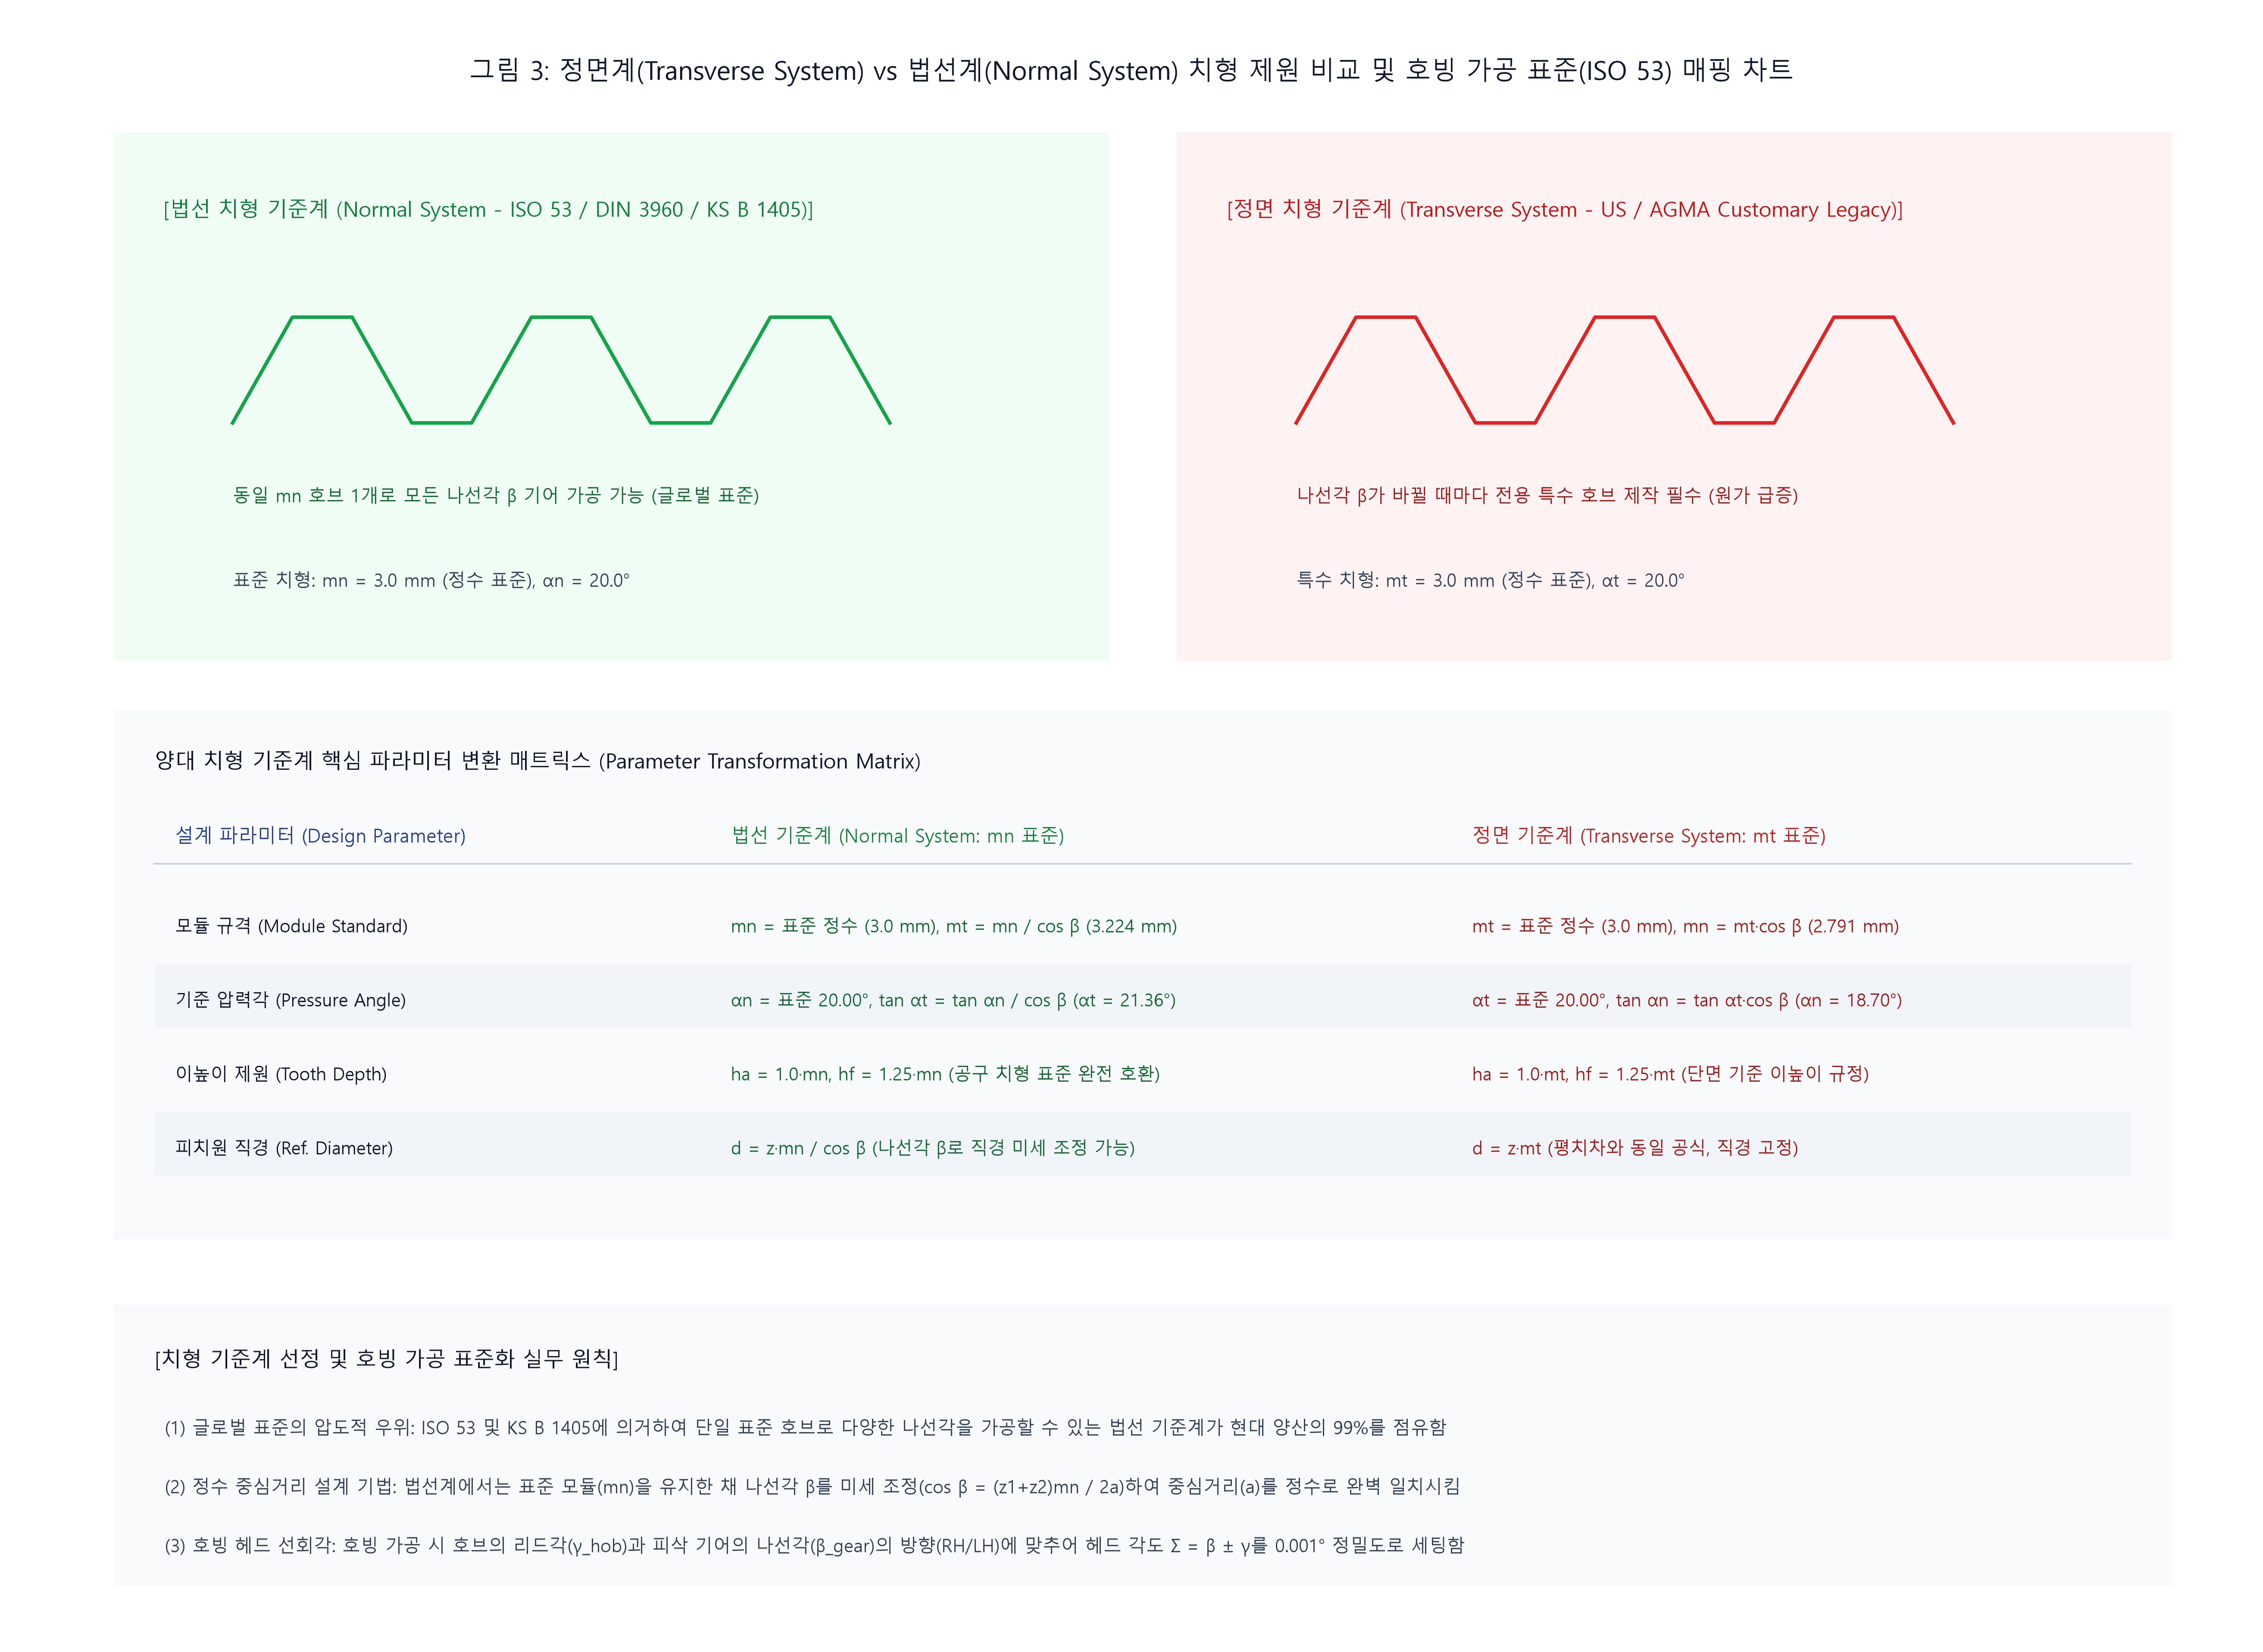 그림 3: 정면계(Transverse System) vs 법선계(Normal System) 치형 제원 비교 및 호빙 가공 표준(ISO 53) 매핑 차트
[법선 치형 기준계 (Normal System - ISO 53 / DIN 3960 / KS B 1405)]
동일 mn 호브 1개로 모든 나선각 β 기어 가공 가능 (글로벌 표준)
표준 치형: mn = 3.0 mm (정수 표준), αn = 20.0°
[정면 치형 기준계 (Transverse System - US / AGMA Customary Legacy)]
나선각 β가 바뀔 때마다 전용 특수 호브 제작 필수 (원가 급증)
특수 치형: mt = 3.0 mm (정수 표준), αt = 20.0°
양대 치형 기준계 핵심 파라미터 변환 매트릭스 (Parameter Transformation Matrix)
설계 파라미터 (Design Parameter) 법선 기준계 (Normal System: mn 표준) 정면 기준계 (Transverse System: mt 표준)
모듈 규격 (Module Standard) mn = 표준 정수 (3.0 mm), mt = mn / cos β (3.224 mm) mt = 표준 정수 (3.0 mm), mn = mt·cos β (2.791 mm)
기준 압력각 (Pressure Angle) αn = 표준 20.00°, tan αt = tan αn / cos β (αt = 21.36°) αt = 표준 20.00°, tan αn = tan αt·cos β (αn = 18.70°)
이높이 제원 (Tooth Depth) ha = 1.0·mn, hf = 1.25·mn (공구 치형 표준 완전 호환) ha = 1.0·mt, hf = 1.25·mt (단면 기준 이높이 규정)
피치원 직경 (Ref. Diameter) d = z·mn / cos β (나선각 β로 직경 미세 조정 가능) d = z·mt (평치차와 동일 공식, 직경 고정)
[치형 기준계 선정 및 호빙 가공 표준화 실무 원칙]
(1) 글로벌 표준의 압도적 우위: ISO 53 및 KS B 1405에 의거하여 단일 표준 호브로 다양한 나선각을 가공할 수 있는 법선 기준계가 현대 양산의 99%를 점유함
(2) 정수 중심거리 설계 기법: 법선계에서는 표준 모듈(mn)을 유지한 채 나선각 β를 미세 조정(cos β = (z1+z2)mn / 2a)하여 중심거리(a)를 정수로 완벽 일치시킴
(3) 호빙 헤드 선회각: 호빙 가공 시 호브의 리드각(γ_hob)과 피삭 기어의 나선각(β_gear)의 방향(RH/LH)에 맞추어 헤드 각도 Σ = β ± γ를 0.001° 정밀도로 세팅함